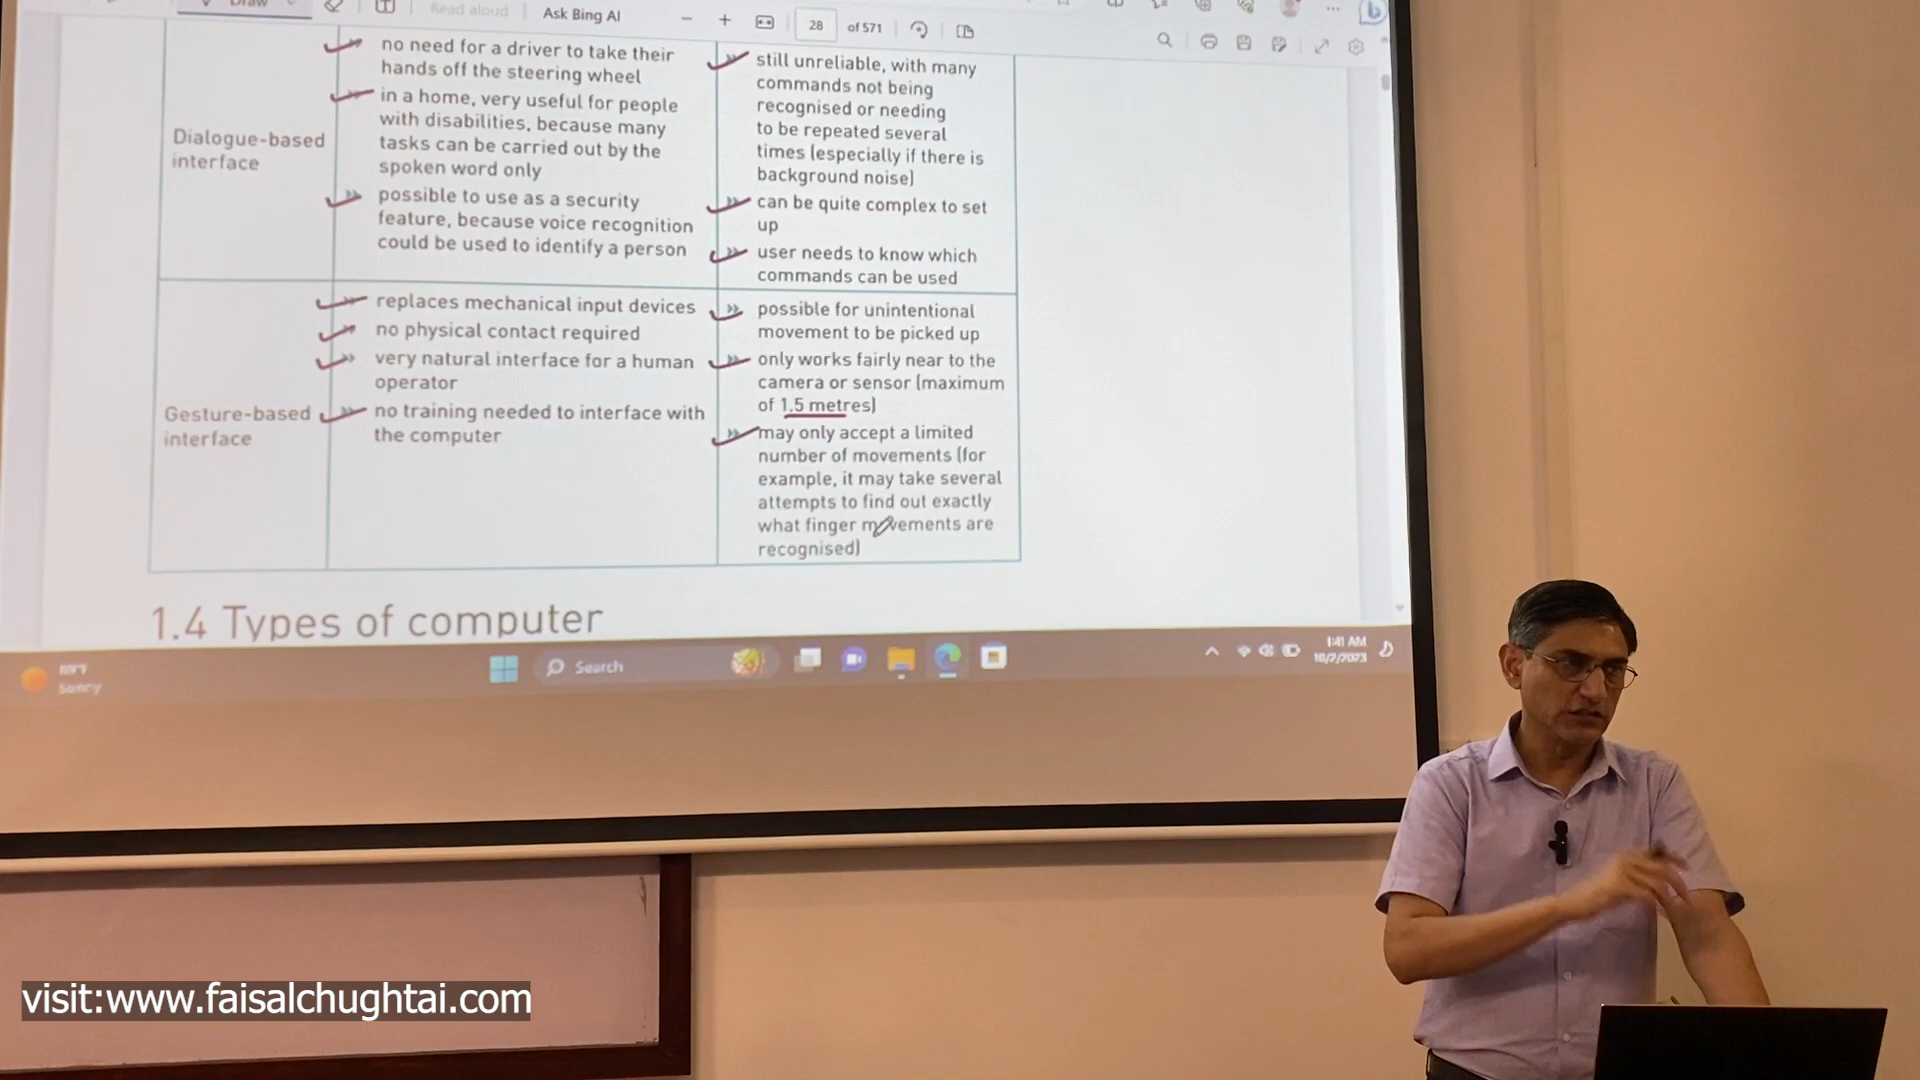 Draw
Read aloud
Ask Bing AI
28
of 571
Dialogue-based
interface
no need for a driver to take their
hands off the steering wheel
in a home, very useful for people
with disabilities, because many
tasks can be carried out by the
spoken word only
possible to use as a security
feature, because voice recognition
could be used to identify a person
still unreliable, with many
commands not being
recognised or needing
to be repeated several
times (especially if there is
background noise)
can be quite complex to set
up
user needs to know which
commands can be used
Gesture-based
interface
replaces mechanical input devices
no physical contact required
very natural interface for a human
operator
no training needed to interface with
the computer
possible for unintentional
movement to be picked up
only works fairly near to the
camera or sensor (maximum
of 1.5 metres)
may only accept a limited
number of movements (for
example, it may take several
attempts to find out exactly
what finger movements are
recognised)
1.4 Types of computer
Sunny
Search
1:41 AM
10/2/2023
visit:www.faisalchughtai.com